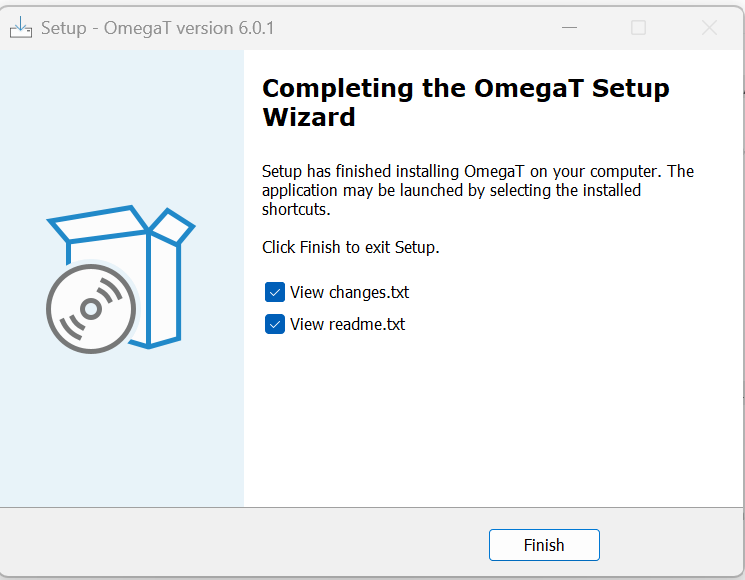 Setup - OmegaT version 6.0.1
Completing the OmegaT Setup
Wizard
Setup has finished installing OmegaT on your computer. The
application may be launched by selecting the installed
shortcuts.
Click Finish to exit Setup.
View changes.txt
View readme.txt
Finish